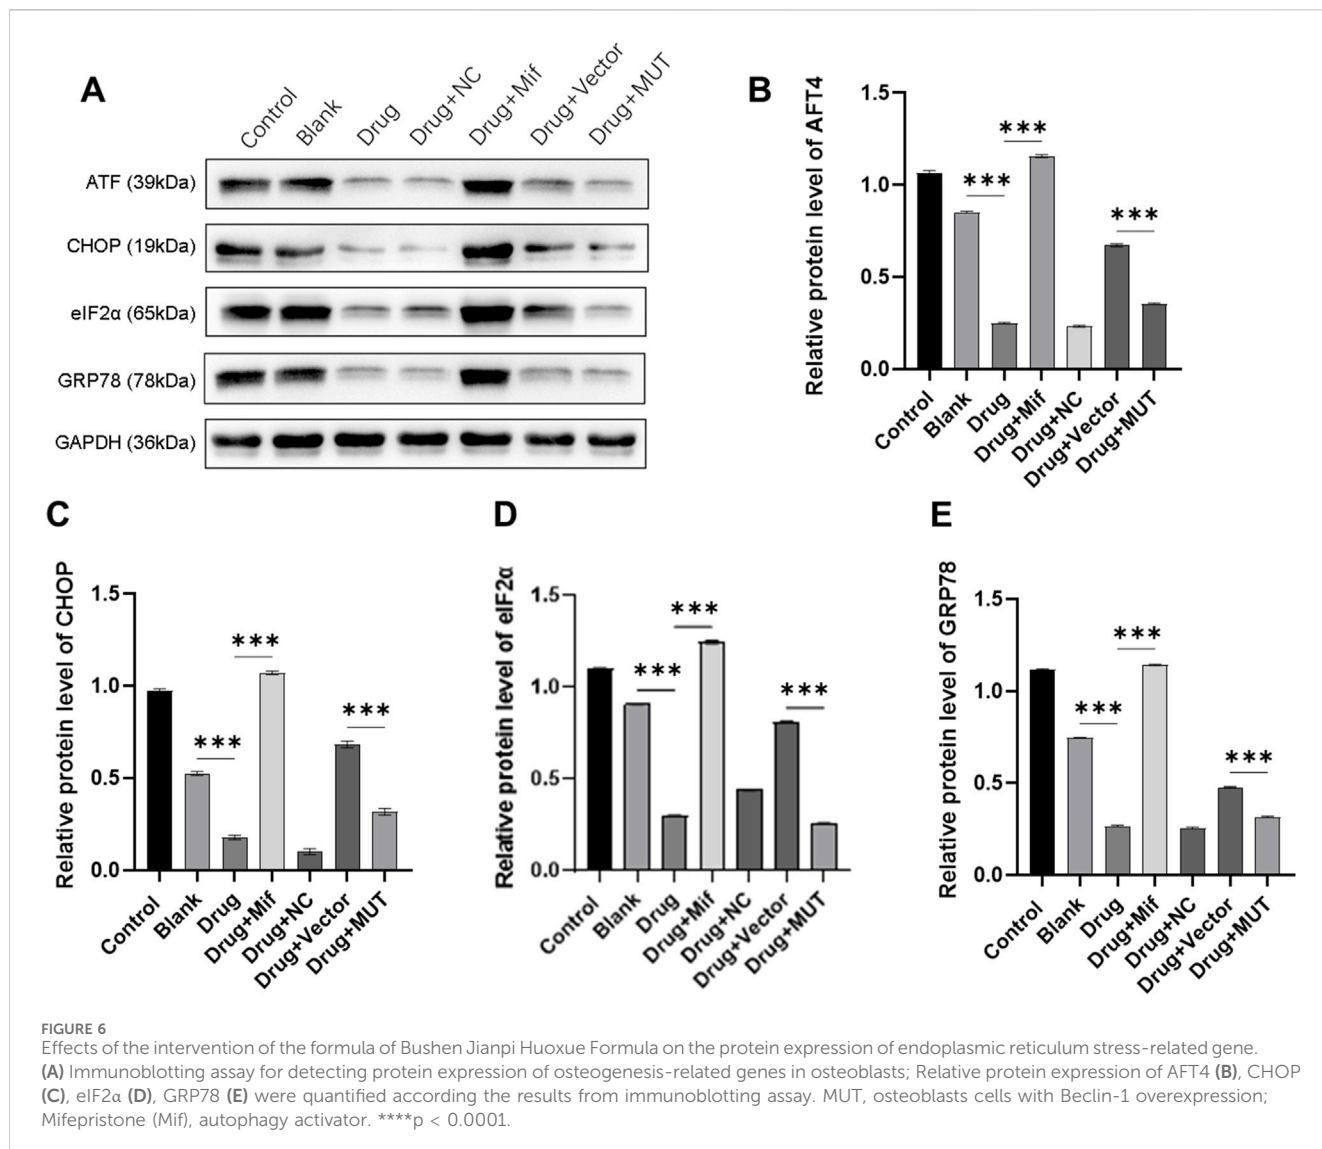 A
Control
Blank
Drug
Drug+NC
Drug+Mif
Drug+Vector
Drug+MUT
ATF (39kDa)
CHOP (19kDa)
eIF2α (65kDa)
GRP78 (78kDa)
GAPDH (36kDa)
B
Relative protein level of AFT4
1.5
1.0
0.5
0.0
***
***
***
Control
Blank
Drug
Drug+Mif
Drug+NC
Drug+Vector
Drug+MUT
C
Relative protein level of CHOP
1.5
1.0
0.5
0.0
***
***
***
Control
Blank
Drug
Drug+Mif
Drug+NC
Drug+Vector
Drug+MUT
D
Relative protein level of eIF2α
1.5
1.0
0.5
0.0
***
***
***
Control
Blank
Drug
Drug+Mif
Drug+NC
Drug+Vector
Drug+MUT
E
Relative protein level of GRP78
1.5
1.0
0.5
0.0
***
***
***
Control
Blank
Drug
Drug+Mif
Drug+NC
Drug+Vector
Drug+MUT
FIGURE 6
Effects of the intervention of the formula of Bushen Jianpi Huoxue Formula on the protein expression of endoplasmic reticulum stress-related gene.
(A) Immunoblotting assay for detecting protein expression of osteogenesis-related genes in osteoblasts; Relative protein expression of AFT4 (B), CHOP
(C), eIF2α (D), GRP78 (E) were quantified according the results from immunoblotting assay. MUT, osteoblasts cells with Beclin-1 overexpression;
Mifepristone (Mif), autophagy activator. ****p < 0.0001.